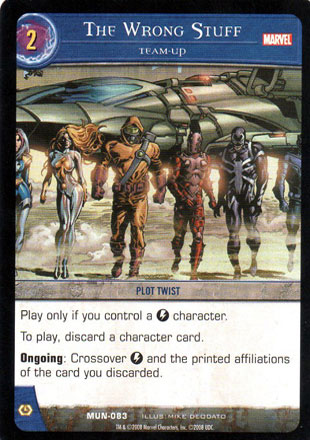 2
THE WRONG STUFF
TEAM-UP
MARVEL
PLOT TWIST
Play only if you control a character.
To play, discard a character card.
Ongoing: Crossover and the printed affiliations
of the card you discarded.
MUN-083 ILLUS: MIKE DEODATO
TM & ©2008 Marvel Characters, Inc. ©2008 UDC.